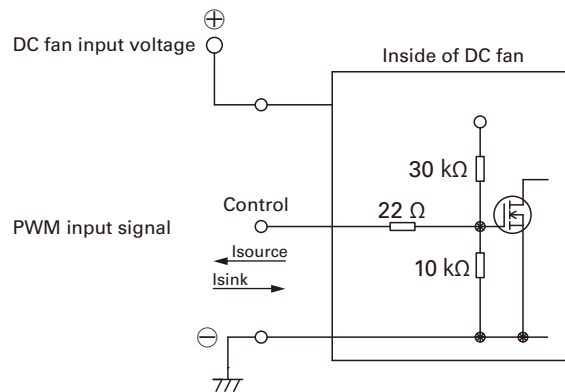 ⊕
DC fan input voltage
Inside of DC fan
30 kΩ
Control
22 Ω
PWM input signal
Isource
Isink
10 kΩ
⊖